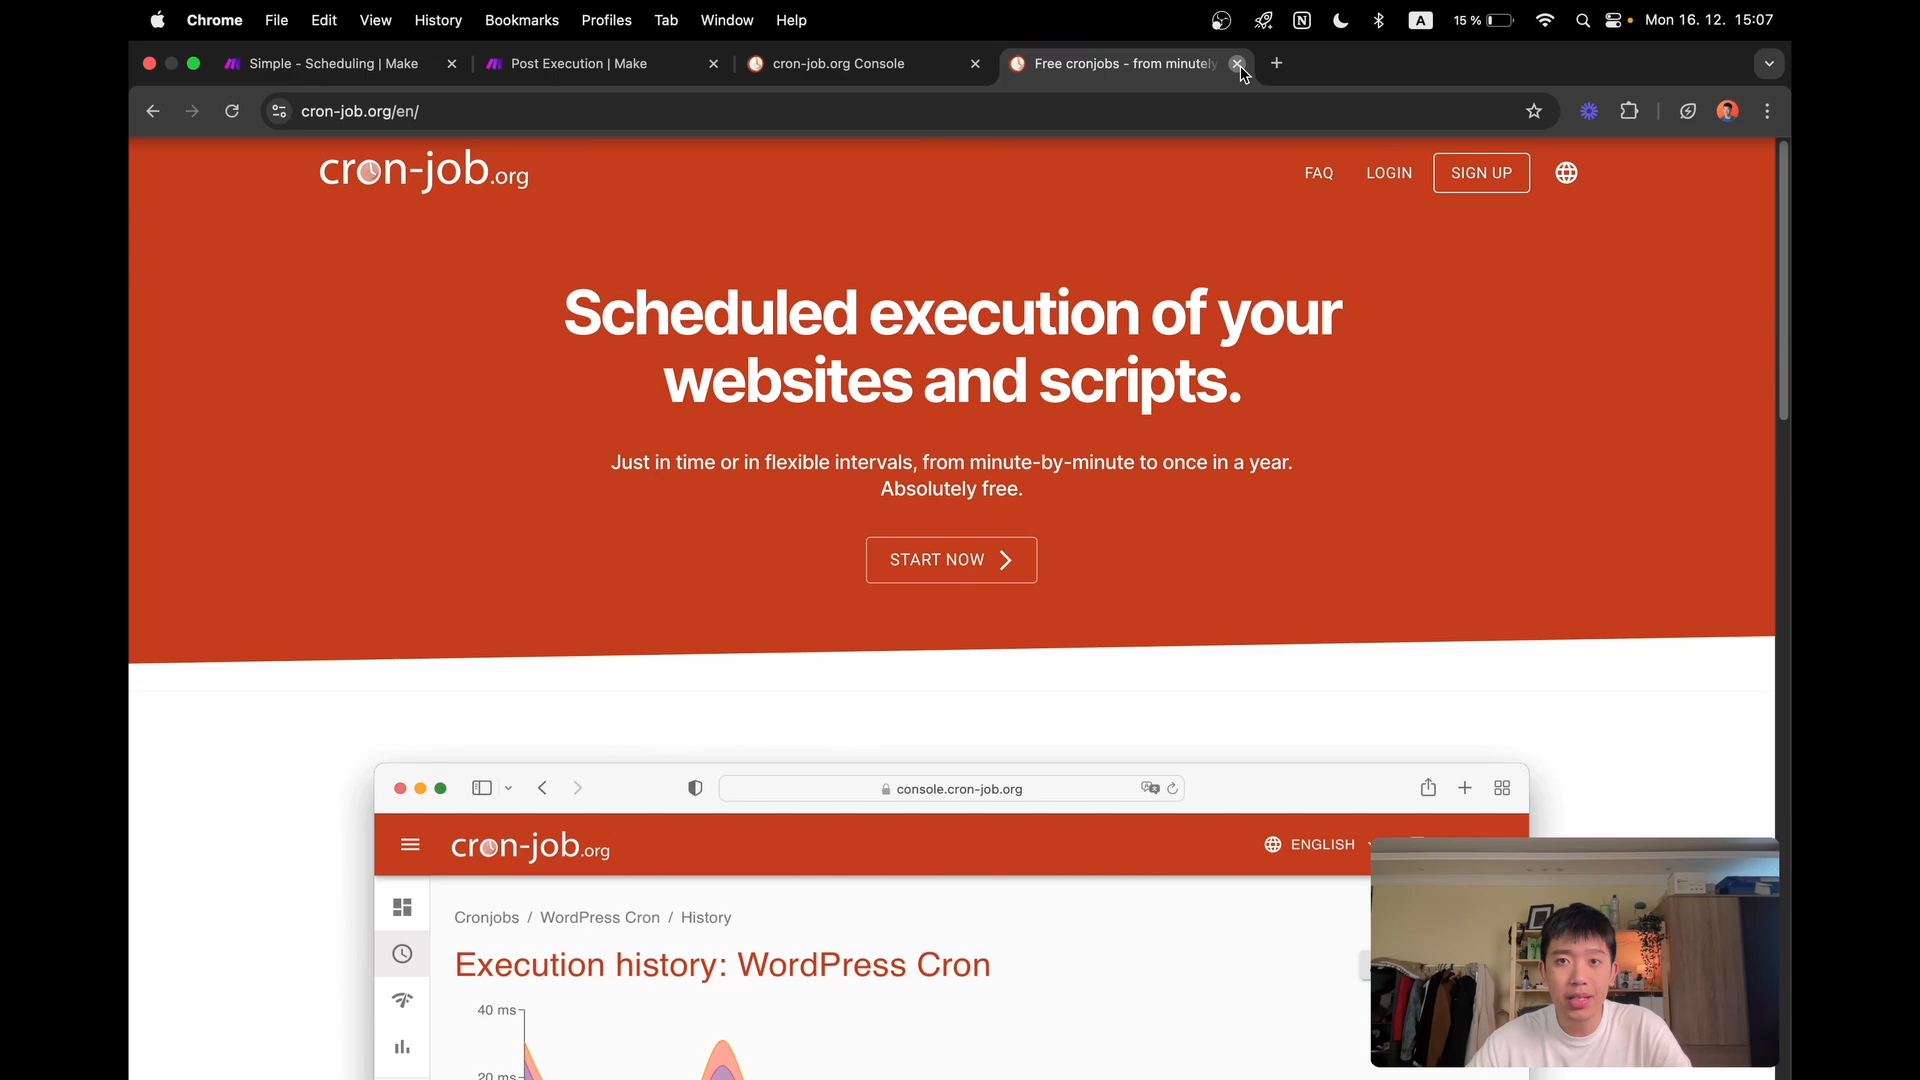 Chrome File Edit View History Bookmarks Profiles Tab Window Help A 15 % Mon 16. 12. 15:07
Simple - Scheduling | Make Post Execution | Make cron-job.org Console Free cronjobs - from minutely
cron-job.org/en/
cron-job.org FAQ LOGIN SIGN UP
Scheduled execution of your
websites and scripts.
Just in time or in flexible intervals, from minute-by-minute to once in a year.
Absolutely free.
START NOW
console.cron-job.org
cron-job.org ENGLISH
Cronjobs / WordPress Cron / History
Execution history: WordPress Cron
40 ms
20 ms